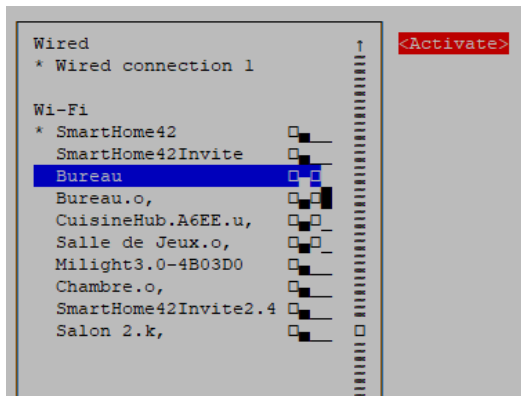 Wired
<Activate>
* Wired connection 1
Wi-Fi
* SmartHome42
SmartHome42Invite
Bureau
Bureau.o,
CuisineHub.A6EE.u,
Salle de Jeux.o,
Milight3.0-4B03D0
Chambre.o,
SmartHome42Invite2.4
Salon 2.k,